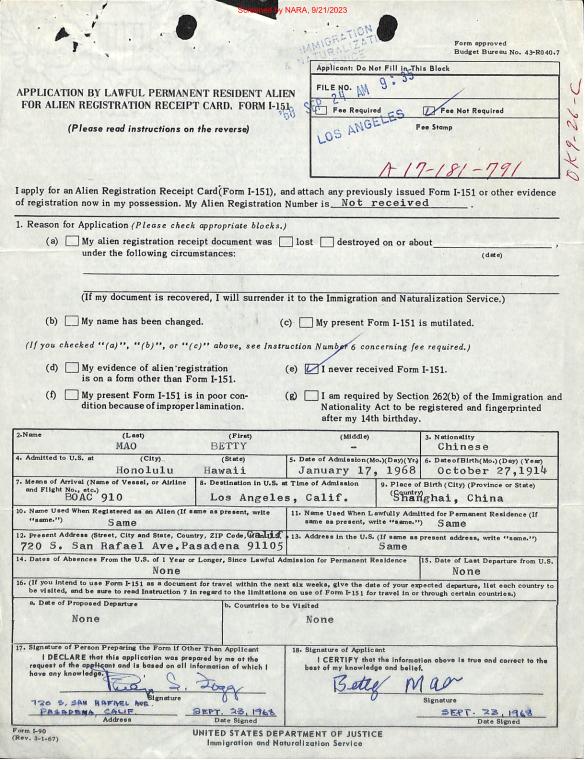 Screened by NARA, 9/21/2023
IMMIGRATION
& NATURALIZATION
Form approved
Budget Bureau No. 43-R040.7
APPLICATION BY LAWFUL PERMANENT RESIDENT ALIEN
FOR ALIEN REGISTRATION RECEIPT CARD, FORM I-151
(Please read instructions on the reverse)
Applicant: Do Not Fill in This Block
FILE NO.
'68 SEP 24 AM 9:35
Fee Required
Fee Not Required
LOS ANGELES
Fee Stamp
A 17-181-791
OK 9-26 C
I apply for an Alien Registration Receipt Card (Form I-151), and attach any previously issued Form I-151 or other evidence
of registration now in my possession. My Alien Registration Number is Not received .
1. Reason for Application (Please check appropriate blocks.)
(a) My alien registration receipt document was lost destroyed on or about ,
under the following circumstances: (date)
(If my document is recovered, I will surrender it to the Immigration and Naturalization Service.)
(b) My name has been changed. (c) My present Form I-151 is mutilated.
(If you checked "(a)", "(b)", or "(c)" above, see Instruction Number 6 concerning fee required.)
(d) My evidence of alien registration
is on a form other than Form I-151.
(e) I never received Form I-151.
(f) My present Form I-151 is in poor con-
dition because of improper lamination.
(g) I am required by Section 262(b) of the Immigration and
Nationality Act to be registered and fingerprinted
after my 14th birthday.
2. Name (Last) (First) (Middle)
MAO BETTY -
3. Nationality
Chinese
4. Admitted to U.S. at (City) (State)
Honolulu Hawaii
5. Date of Admission (Mo.) (Day) (Yr.)
January 17, 1968
6. Date of Birth (Mo.) (Day) (Year)
October 27, 1914
7. Means of Arrival (Name of Vessel, or Airline
and Flight No., etc.)
BOAC 910
8. Destination in U.S. at Time of Admission
Los Angeles, Calif.
9. Place of Birth (City) (Province or State)
(Country)
Shanghai, China
10. Name Used When Registered as an Alien (If same as present, write
"same.") Same
11. Name Used When Lawfully Admitted for Permanent Residence (If
same as present, write "same") Same
12. Present Address (Street, City and State, Country, ZIP Code, Calif.
720 S. San Rafael Ave. Pasadena 91105
13. Address in the U.S. (If same as present address, write "same.")
Same
14. Dates of Absences From the U.S. of 1 Year or Longer, Since Lawful Admission for Permanent Residence
None
15. Date of Last Departure from U.S.
None
16. (If you intend to use Form I-151 as a document for travel within the next six weeks, give the date of your expected departure, list each country
to be visited, and be sure to read Instruction 7 in regard to the limitations on use of Form I-151 for travel in or through certain countries.)
a. Date of Proposed Departure
None
b. Countries to be Visited
None
17. Signature of Person Preparing the Form if Other Than Applicant
I DECLARE that this application was prepared by me at the
request of the applicant and is based on all information of which I
have any knowledge.
Signature
720 S. SAN RAFAEL AVE.
PASADENA, CALIF. SEPT. 23, 1968
Address Date Signed
18. Signature of Applicant
I CERTIFY that the information above is true and correct to the
best of my knowledge and belief.
Betty Mao
Signature
SEPT. 23, 1968
Date Signed
Form I-90
(Rev. 3-1-67)
UNITED STATES DEPARTMENT OF JUSTICE
Immigration and Naturalization Service